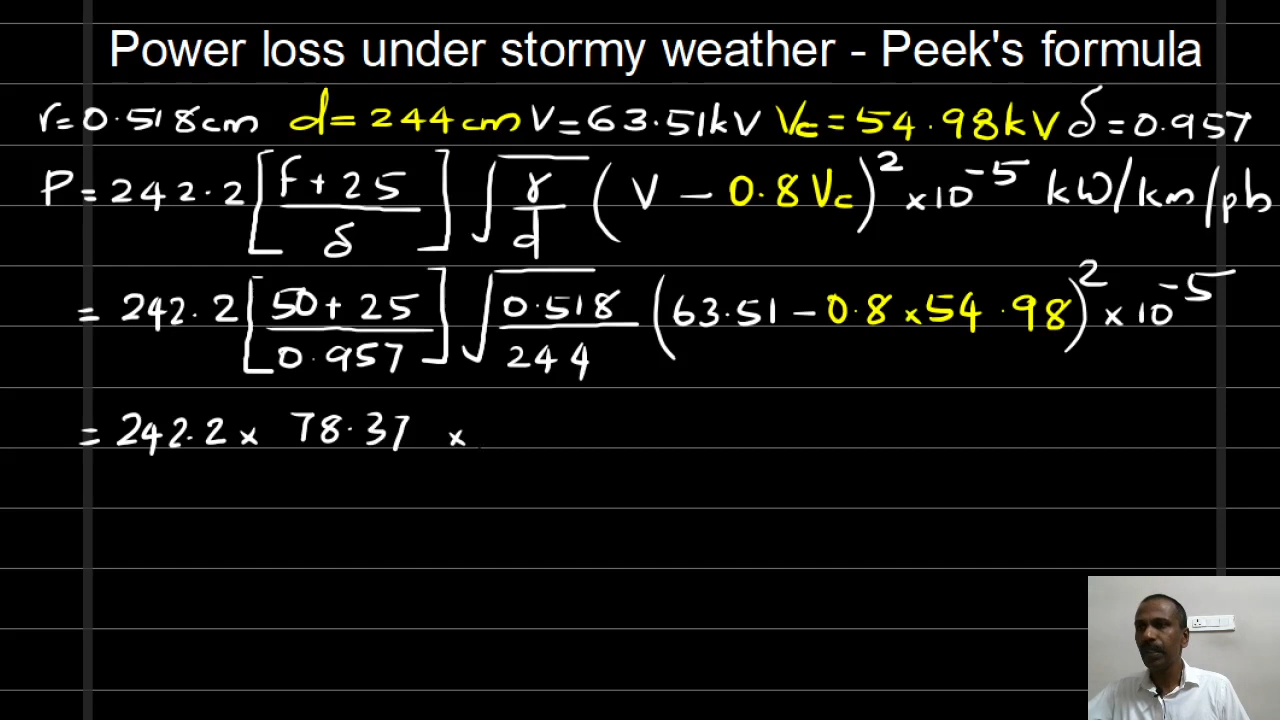 Power loss under stormy weather - Peek's formula
r=0.518cm d=244cm V=63.51kV Vc=54.98kV δ=0.957
P=242.2[f+25/δ]√r/d (V-0.8Vc)²×10⁻⁵ kW/km/ph
=242.2[50+25/0.957]√0.518/244 (63.51-0.8×54.98)²×10⁻⁵
=242.2× 78.37 ×